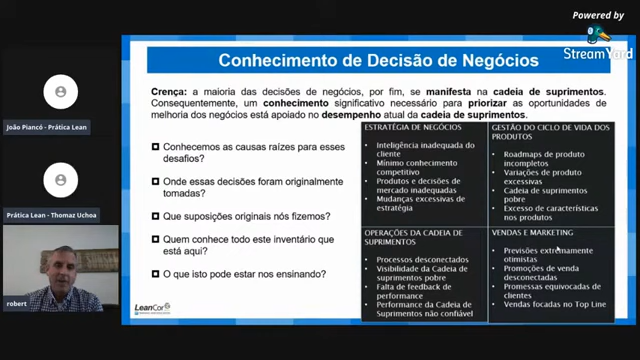 Powered by
StreamYard
Conhecimento de Decisão de Negócios
Crença: a maioria das decisões de negócios, por fim, se manifesta na cadeia de suprimentos.
Consequentemente, um conhecimento significativo necessário para priorizar as oportunidades de
melhoria dos negócios está apoiado no desempenho atual da cadeia de suprimentos.
Conhecemos as causas raízes para esses
desafios?
Onde essas decisões foram originalmente
tomadas?
Que suposições originais nós fizemos?
Quem conhece todo este inventário que
está aqui?
O que isto pode estar nos ensinando?
ESTRATÉGIA DE NEGÓCIOS
Inteligência inadequada do
cliente
Mínimo conhecimento
competitivo
Produtos e decisões de
mercado inadequadas
Mudanças excessivas de
estratégia
GESTÃO DO CICLO DE VIDA DOS
PRODUTOS
Roadmaps de produto
incompletos
Variações de produto
excessivas
Cadeia de suprimentos
pobre
Excesso de características
nos produtos
OPERAÇÕES DA CADEIA DE
SUPRIMENTOS
Processos desconectados
Visibilidade da Cadeia de
suprimentos pobre
Falta de feedback de
performance
Performance da Cadeia de
Suprimentos não confiável
VENDAS E MARKETING
Previsões extremamente
otimistas
Promoções de venda
desconectadas
Promessas equivocadas de
clientes
Vendas focadas no Top Line
LeanCor
João Piancó - Prática Lean
Prática Lean - Thomaz Uchoa
robert